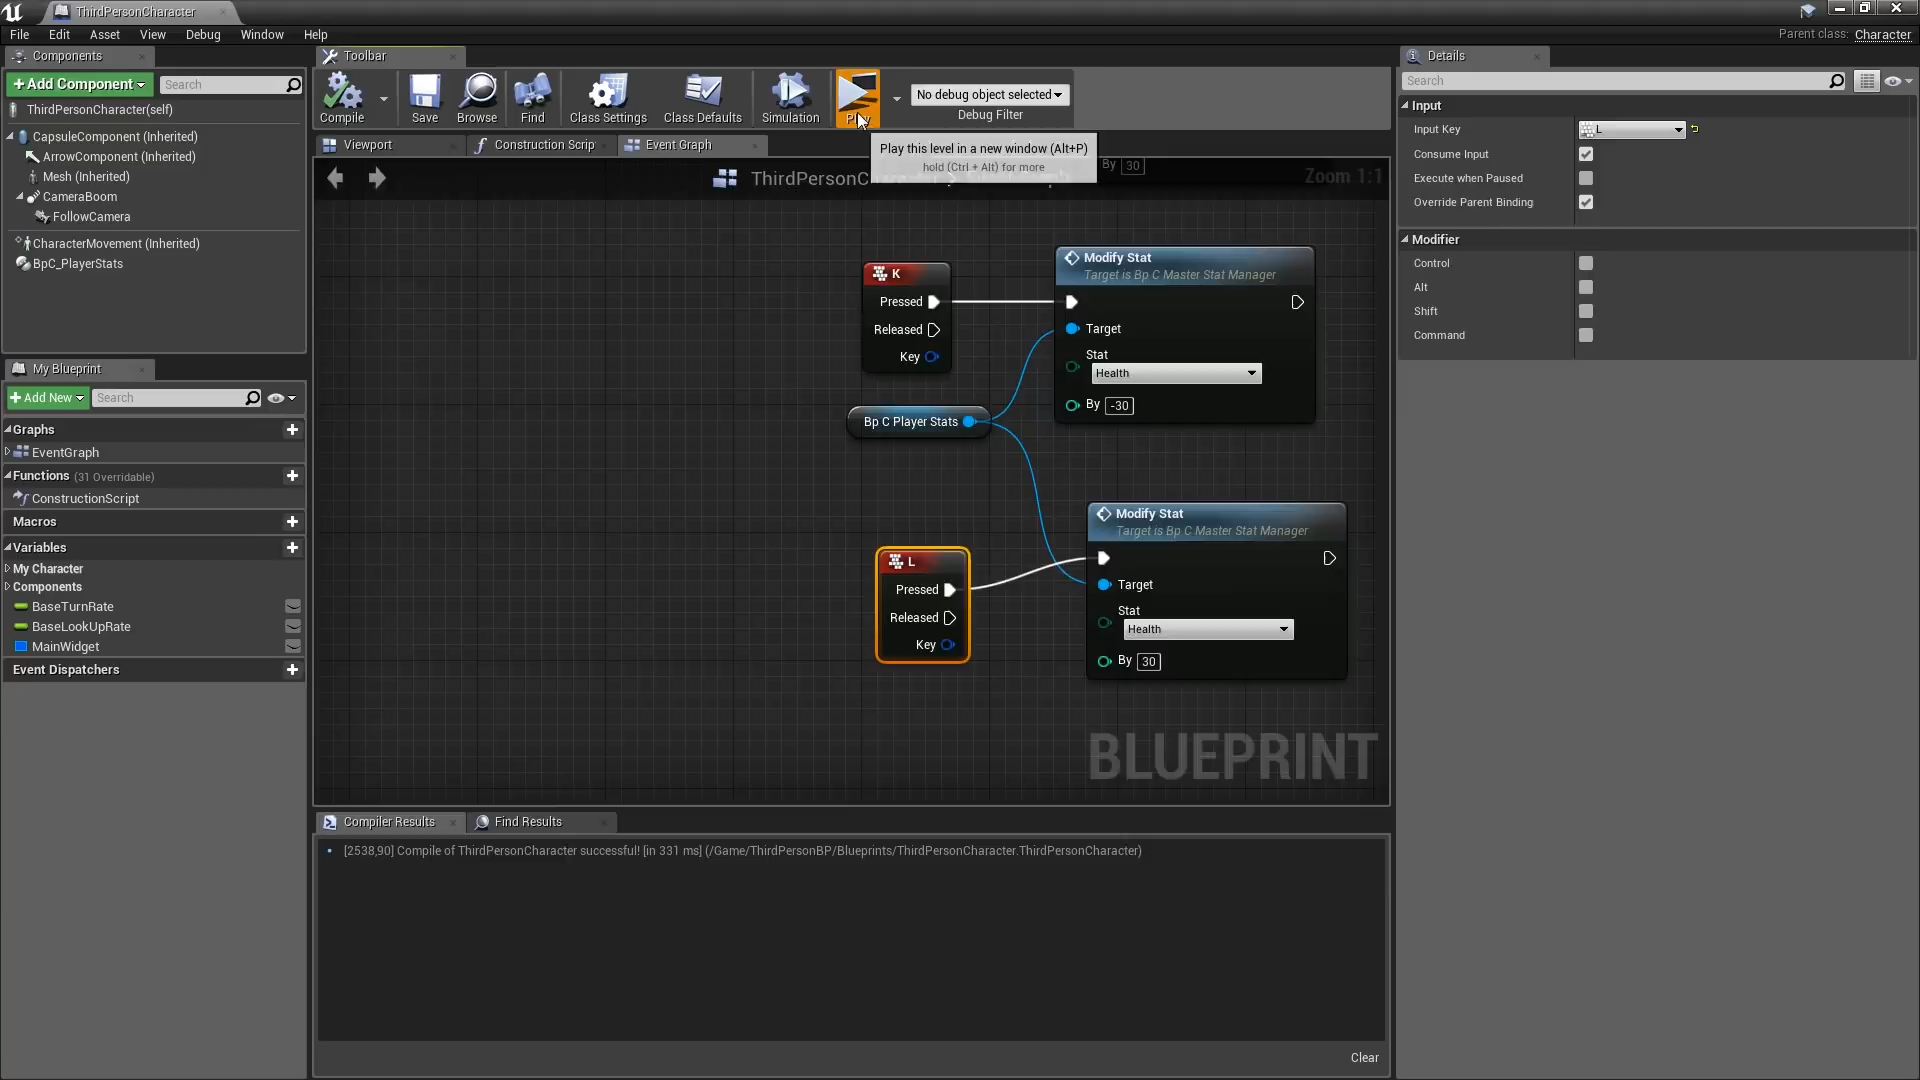 ThirdPersonCharacter
File Edit Asset View Debug Window Help
Parent class: Character
Components
+Add Component
Search
ThirdPersonCharacter(self)
CapsuleComponent (Inherited)
ArrowComponent (Inherited)
Mesh (Inherited)
CameraBoom
FollowCamera
CharacterMovement (Inherited)
BpC_PlayerStats
My Blueprint
+Add New
Search
Graphs
EventGraph
Functions (31 Overridable)
ConstructionScript
Macros
Variables
My Character
Components
BaseTurnRate
BaseLookUpRate
MainWidget
Event Dispatchers
Toolbar
Compile
Save
Browse
Find
Class Settings
Class Defaults
Simulation
No debug object selected
Debug Filter
Viewport
Construction Scrip
Event Graph
Play this level in a new window (Alt+P)
hold (Ctrl + Alt) for more
ThirdPersonC
By 30
Zoom 1:1
K
Pressed
Released
Key
Modify Stat
Target is Bp C Master Stat Manager
Target
Stat
Health
By -30
Bp C Player Stats
L
Pressed
Released
Key
Modify Stat
Target is Bp C Master Stat Manager
Target
Stat
Health
By 30
BLUEPRINT
Compiler Results
Find Results
[2538,90] Compile of ThirdPersonCharacter successful! [in 331 ms] (/Game/ThirdPersonBP/Blueprints/ThirdPersonCharacter.ThirdPersonCharacter)
Clear
Details
Search
Input
Input Key L
Consume Input
Execute when Paused
Override Parent Binding
Modifier
Control
Alt
Shift
Command